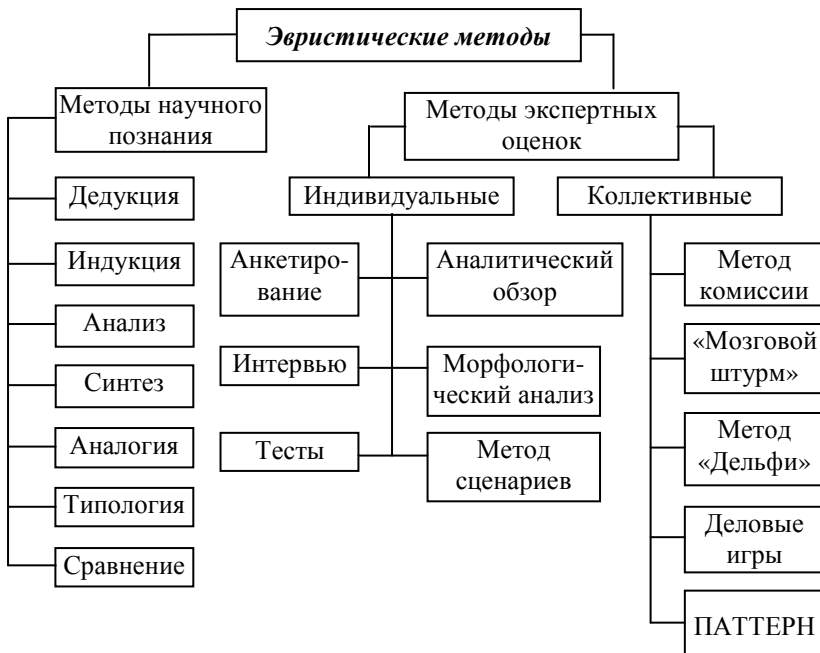 Эвристические методы
Методы научного
познания
Методы экспертных
оценок
Дедукция
Индукция
Анализ
Синтез
Аналогия
Типология
Сравнение
Индивидуальные
Анкетиро-
вание
Интервью
Тесты
Аналитический
обзор
Морфологи-
ческий анализ
Метод
сценариев
Коллективные
Метод
комиссии
«Мозговой
штурм»
Метод
«Дельфи»
Деловые
игры
ПАТТЕРН